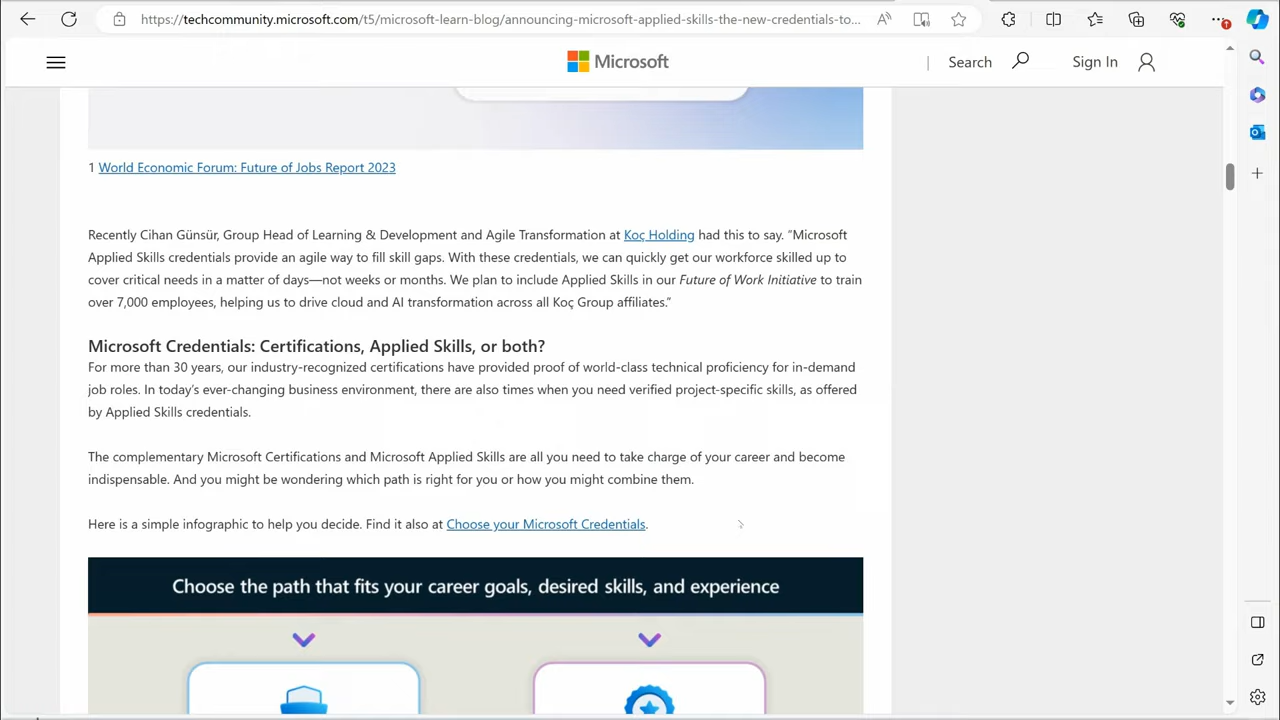 https://techcommunity.microsoft.com/t5/microsoft-learn-blog/announcing-microsoft-applied-skills-the-new-credentials-to...
Microsoft
Search
Sign In
1 World Economic Forum: Future of Jobs Report 2023
Recently Cihan Günsür, Group Head of Learning & Development and Agile Transformation at Koç Holding had this to say. "Microsoft
Applied Skills credentials provide an agile way to fill skill gaps. With these credentials, we can quickly get our workforce skilled up to
cover critical needs in a matter of days—not weeks or months. We plan to include Applied Skills in our Future of Work Initiative to train
over 7,000 employees, helping us to drive cloud and AI transformation across all Koç Group affiliates."
Microsoft Credentials: Certifications, Applied Skills, or both?
For more than 30 years, our industry-recognized certifications have provided proof of world-class technical proficiency for in-demand
job roles. In today's ever-changing business environment, there are also times when you need verified project-specific skills, as offered
by Applied Skills credentials.
The complementary Microsoft Certifications and Microsoft Applied Skills are all you need to take charge of your career and become
indispensable. And you might be wondering which path is right for you or how you might combine them.
Here is a simple infographic to help you decide. Find it also at Choose your Microsoft Credentials.
Choose the path that fits your career goals, desired skills, and experience